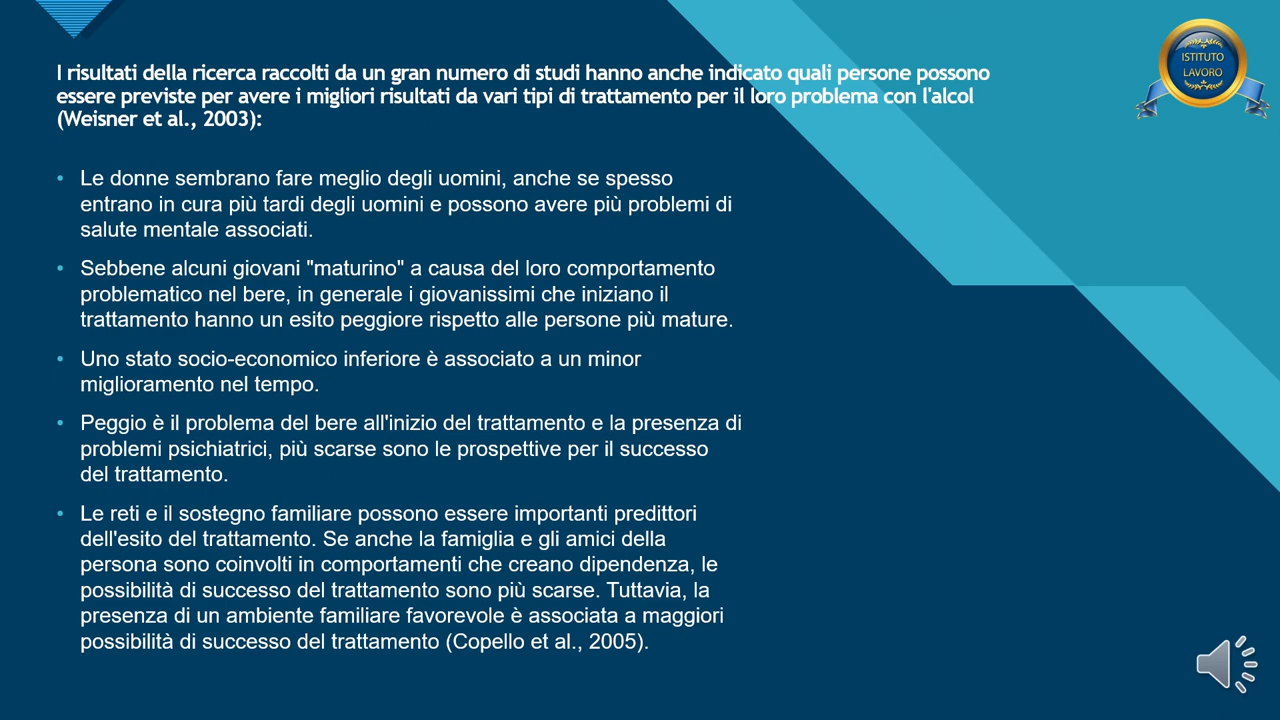 I risultati della ricerca raccolti da un gran numero di studi hanno anche indicato quali persone possono
essere previste per avere i migliori risultati da vari tipi di trattamento per il loro problema con l'alcol
(Weisner et al., 2003):
ISTITUTO
LAVORO
• Le donne sembrano fare meglio degli uomini, anche se spesso
entrano in cura più tardi degli uomini e possono avere più problemi di
salute mentale associati.
• Sebbene alcuni giovani "maturino" a causa del loro comportamento
problematico nel bere, in generale i giovanissimi che iniziano il
trattamento hanno un esito peggiore rispetto alle persone più mature.
• Uno stato socio-economico inferiore è associato a un minor
miglioramento nel tempo.
• Peggio è il problema del bere all'inizio del trattamento e la presenza di
problemi psichiatrici, più scarse sono le prospettive per il successo
del trattamento.
• Le reti e il sostegno familiare possono essere importanti predittori
dell'esito del trattamento. Se anche la famiglia e gli amici della
persona sono coinvolti in comportamenti che creano dipendenza, le
possibilità di successo del trattamento sono più scarse. Tuttavia, la
presenza di un ambiente familiare favorevole è associata a maggiori
possibilità di successo del trattamento (Copello et al., 2005).